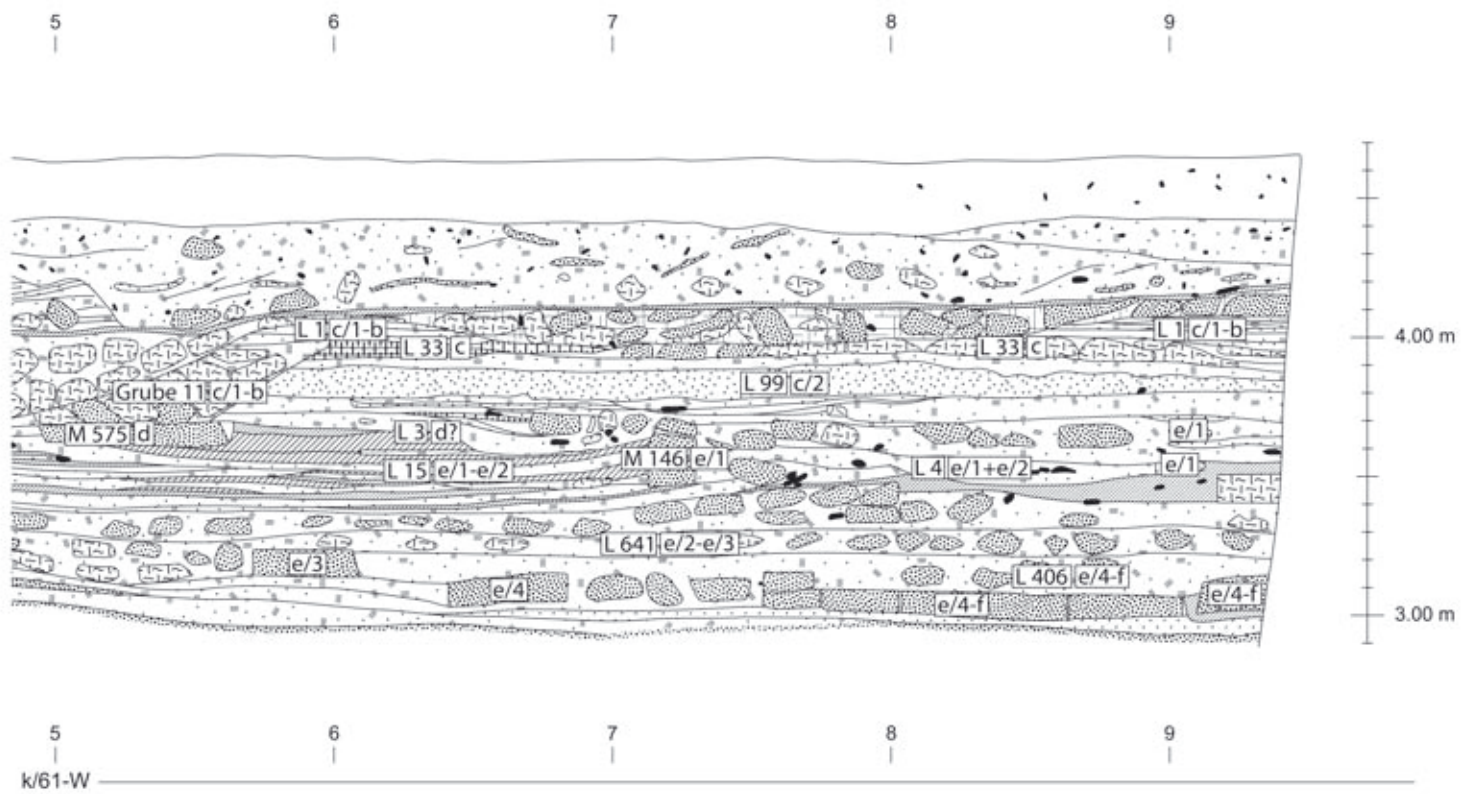 5 6 7 8 9
L 1 c/1-b L 1 c/1-b
4.00 m
L 33 c L 33 c
L 99 c/2
Grube 11 c/1-b
M 575 d L 3 d? e/1
M 146 e/1
L 15 e/1-e/2 L 4 e/1+e/2 e/1
L 641 e/2-e/3
e/3 L 406 e/4-f
e/4 e/4-f e/4-f
3.00 m
5 6 7 8 9
k/61-W